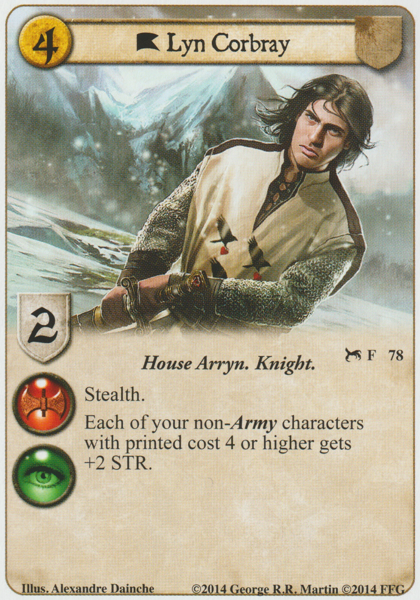 4
Lyn Corbray
2
House Arryn. Knight.
F 78
Stealth.
Each of your non-Army characters
with printed cost 4 or higher gets
+2 STR.
Illus. Alexandre Dainche
©2014 George R.R. Martin ©2014 FFG